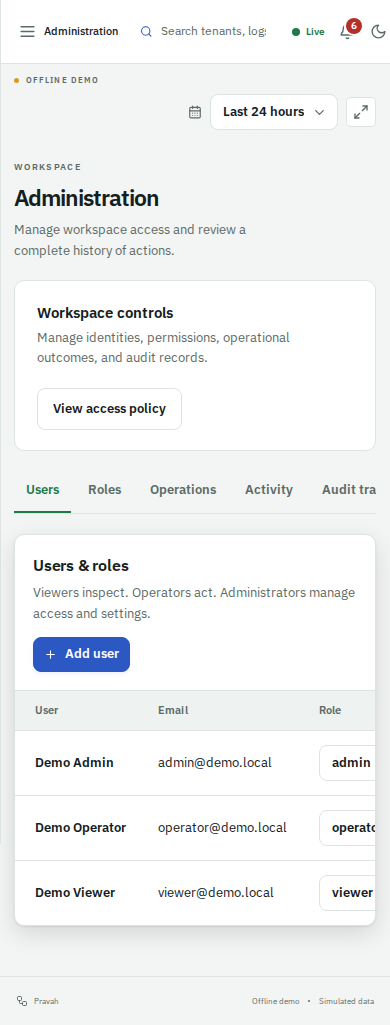 Administration
Search tenants, logs
Live
6
OFFLINE DEMO
Last 24 hours
WORKSPACE
Administration
Manage workspace access and review a
complete history of actions.
Workspace controls
Manage identities, permissions, operational
outcomes, and audit records.
View access policy
Users Roles Operations Activity Audit tra
Users & roles
Viewers inspect. Operators act. Administrators manage
access and settings.
Add user
User Email Role
Demo Admin admin@demo.local admin
Demo Operator operator@demo.local operato
Demo Viewer viewer@demo.local viewer
Pravah
Offline demo • Simulated data